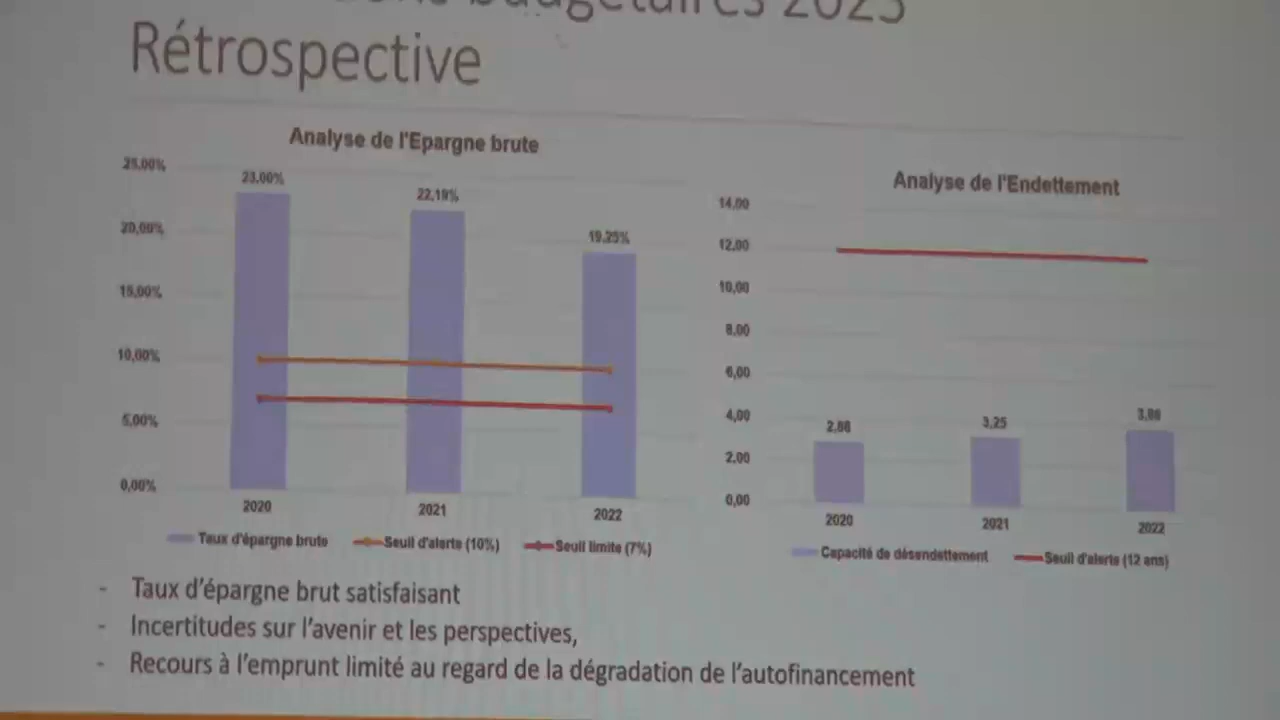 budgétaires 2023
Rétrospective
Analyse de l'Epargne brute
25,00%
20,00%
15,00%
10,00%
5,00%
0,00%
23,00%
22,19%
19,25%
2020
2021
2022
Taux d'épargne brute
Seuil d'alerte (10%)
Seuil limite (7%)
Analyse de l'Endettement
14,00
12,00
10,00
8,00
6,00
4,00
2,00
0,00
3,25
2020
2021
2022
Capacité de désendettement
Seuil d'alerte (12 ans)
- Taux d'épargne brut satisfaisant
- Incertitudes sur l'avenir et les perspectives,
- Recours à l'emprunt limité au regard de la dégradation de l'autofinancement